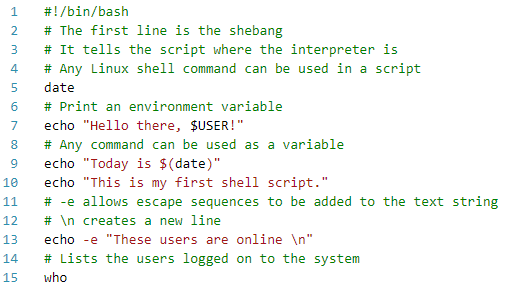 1 #!/bin/bash
2 # The first line is the shebang
3 # It tells the script where the interpreter is
4 # Any Linux shell command can be used in a script
5 date
6 # Print an environment variable
7 echo "Hello there, $USER!"
8 # Any command can be used as a variable
9 echo "Today is $(date)"
10 echo "This is my first shell script."
11 # -e allows escape sequences to be added to the text string
12 # \n creates a new line
13 echo -e "These users are online \n"
14 # Lists the users logged on to the system
15 who